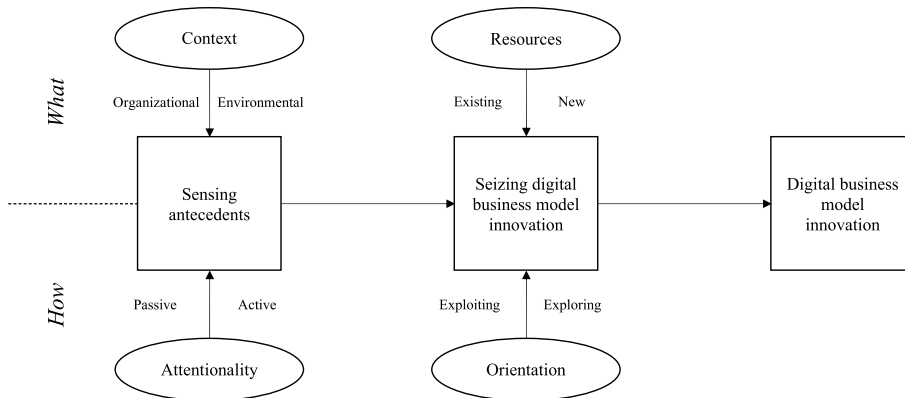 Context
Resources
What
Organizational
Environmental
Existing
New
Sensing
antecedents
Seizing digital
business model
innovation
Digital business
model
innovation
How
Passive
Active
Exploiting
Exploring
Attentionality
Orientation